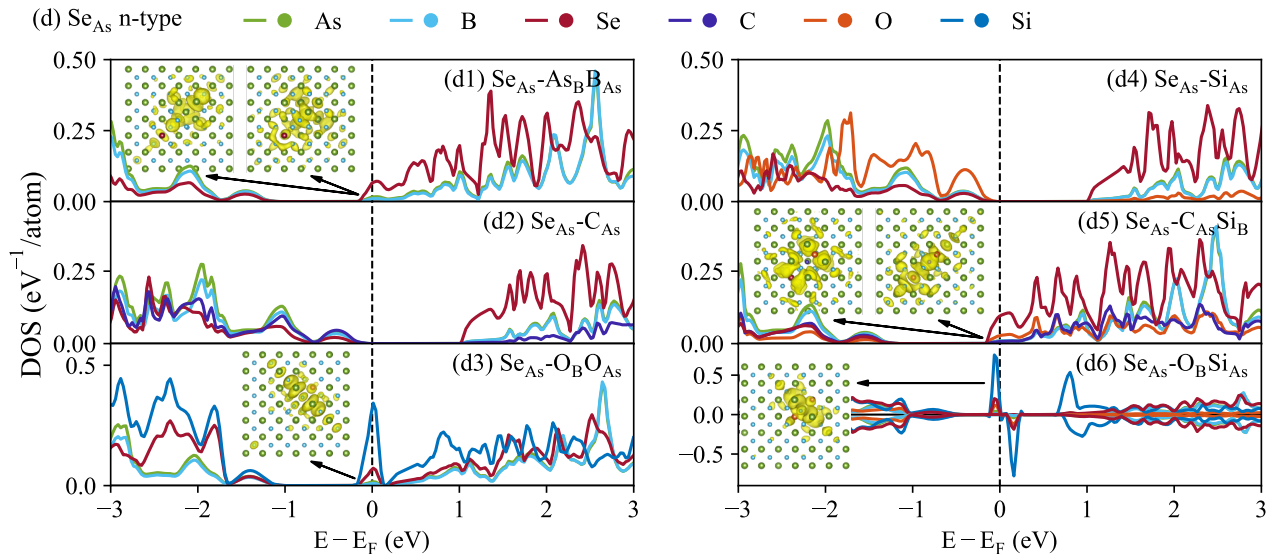 (d) Se_As n-type As B Se C O Si
DOS (eV⁻¹/atom)
0.50
0.25
0.00
(d1) Se_As-As_B B_As
0.25
0.00
(d2) Se_As-C_As
0.5
0.0
(d3) Se_As-O_B O_As
−3 −2 −1 0 1 2 3
E − E_F (eV)
0.50
0.25
0.00
(d4) Se_As-Si_As
0.25
0.00
(d5) Se_As-C_As Si_B
0.5
0.0
−0.5
(d6) Se_As-O_B Si_As
−3 −2 −1 0 1 2 3
E − E_F (eV)